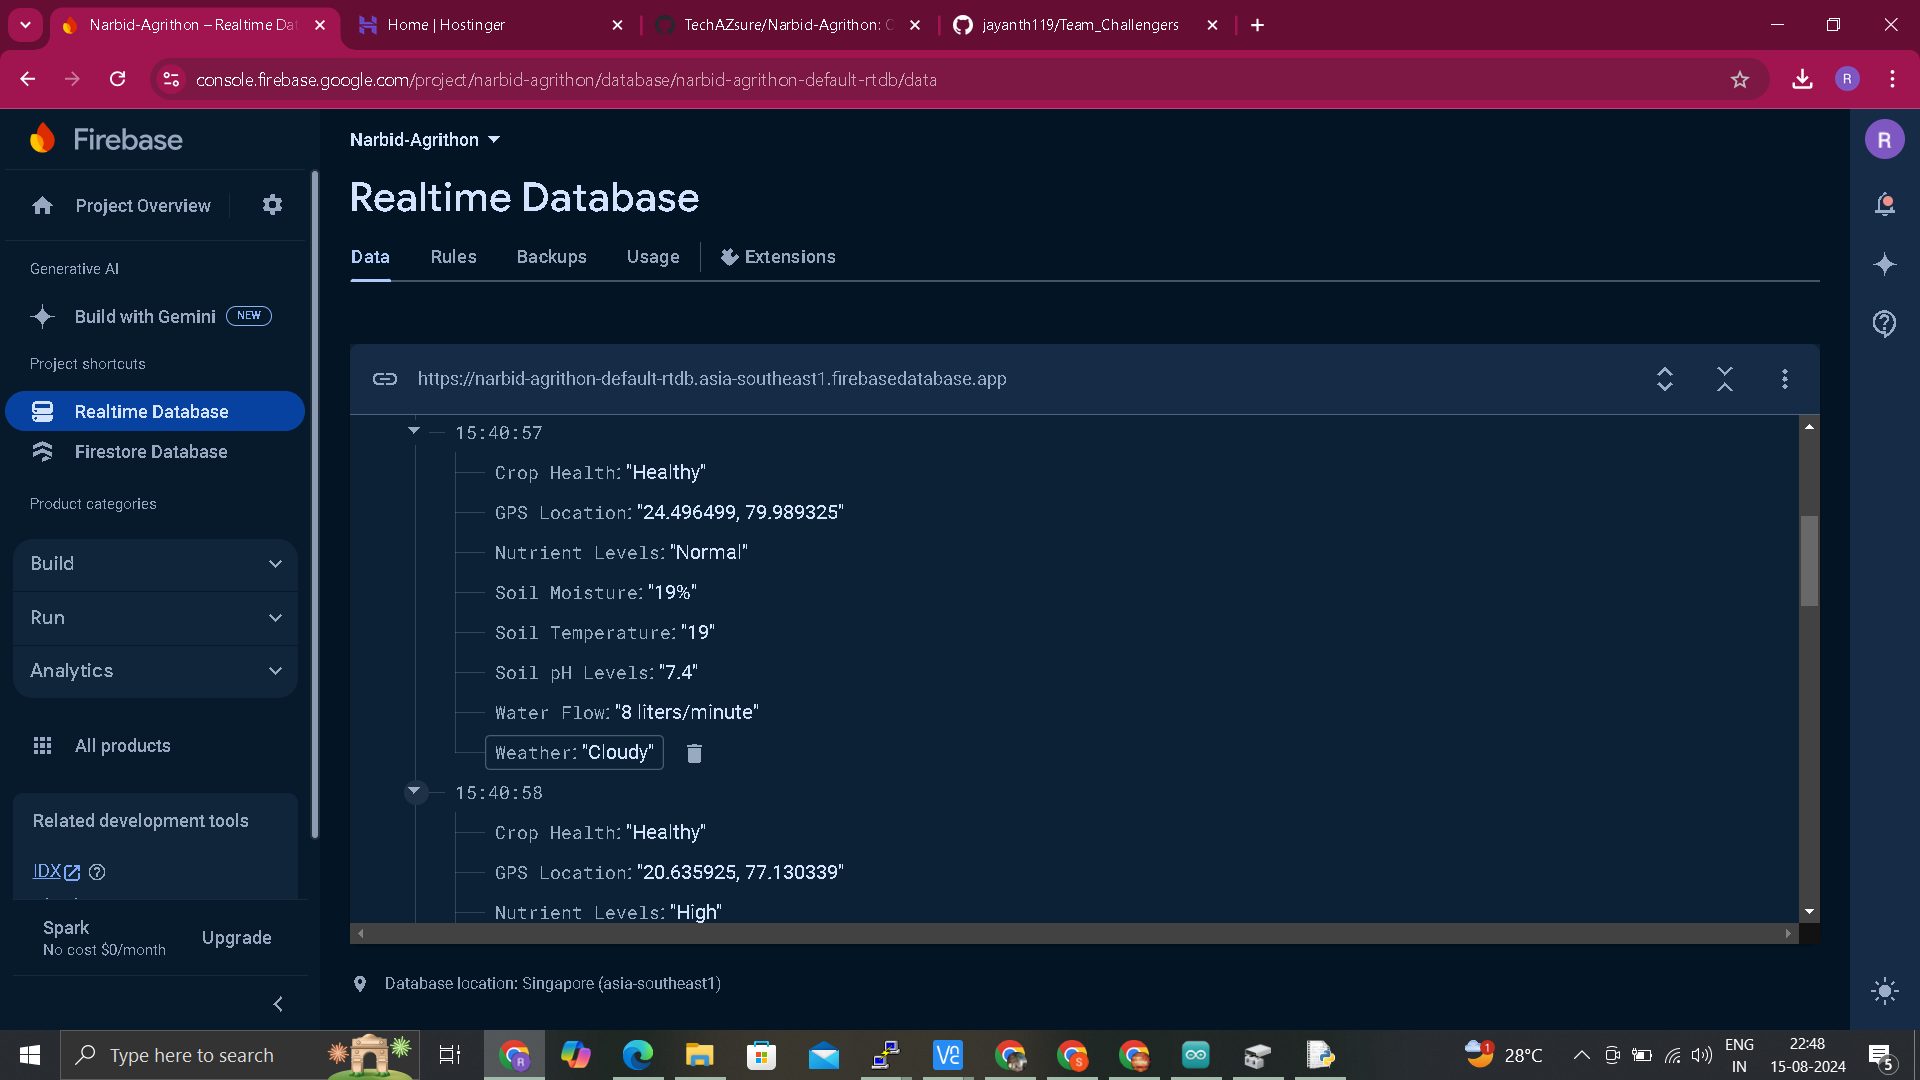 Narbid-Agrithon – Realtime Dat
Home | Hostinger
TechAZsure/Narbid-Agrithon: C
jayanth119/Team_Challengers
console.firebase.google.com/project/narbid-agrithon/database/narbid-agrithon-default-rtdb/data
R
Firebase
Narbid-Agrithon
R
Project Overview
Realtime Database
Data
Rules
Backups
Usage
Extensions
Generative AI
Build with Gemini
NEW
Project shortcuts
https://narbid-agrithon-default-rtdb.asia-southeast1.firebasedatabase.app
Realtime Database
Firestore Database
Product categories
Build
Run
Analytics
All products
Related development tools
IDX
Spark
No cost $0/month
Upgrade
15:40:57
Crop Health: "Healthy"
GPS Location: "24.496499, 79.989325"
Nutrient Levels: "Normal"
Soil Moisture: "19%"
Soil Temperature: "19"
Soil pH Levels: "7.4"
Water Flow: "8 liters/minute"
Weather: "Cloudy"
15:40:58
Crop Health: "Healthy"
GPS Location: "20.635925, 77.130339"
Nutrient Levels: "High"
Database location: Singapore (asia-southeast1)
Type here to search
R
S
1
28°C
ENG
IN
22:48
15-08-2024
5